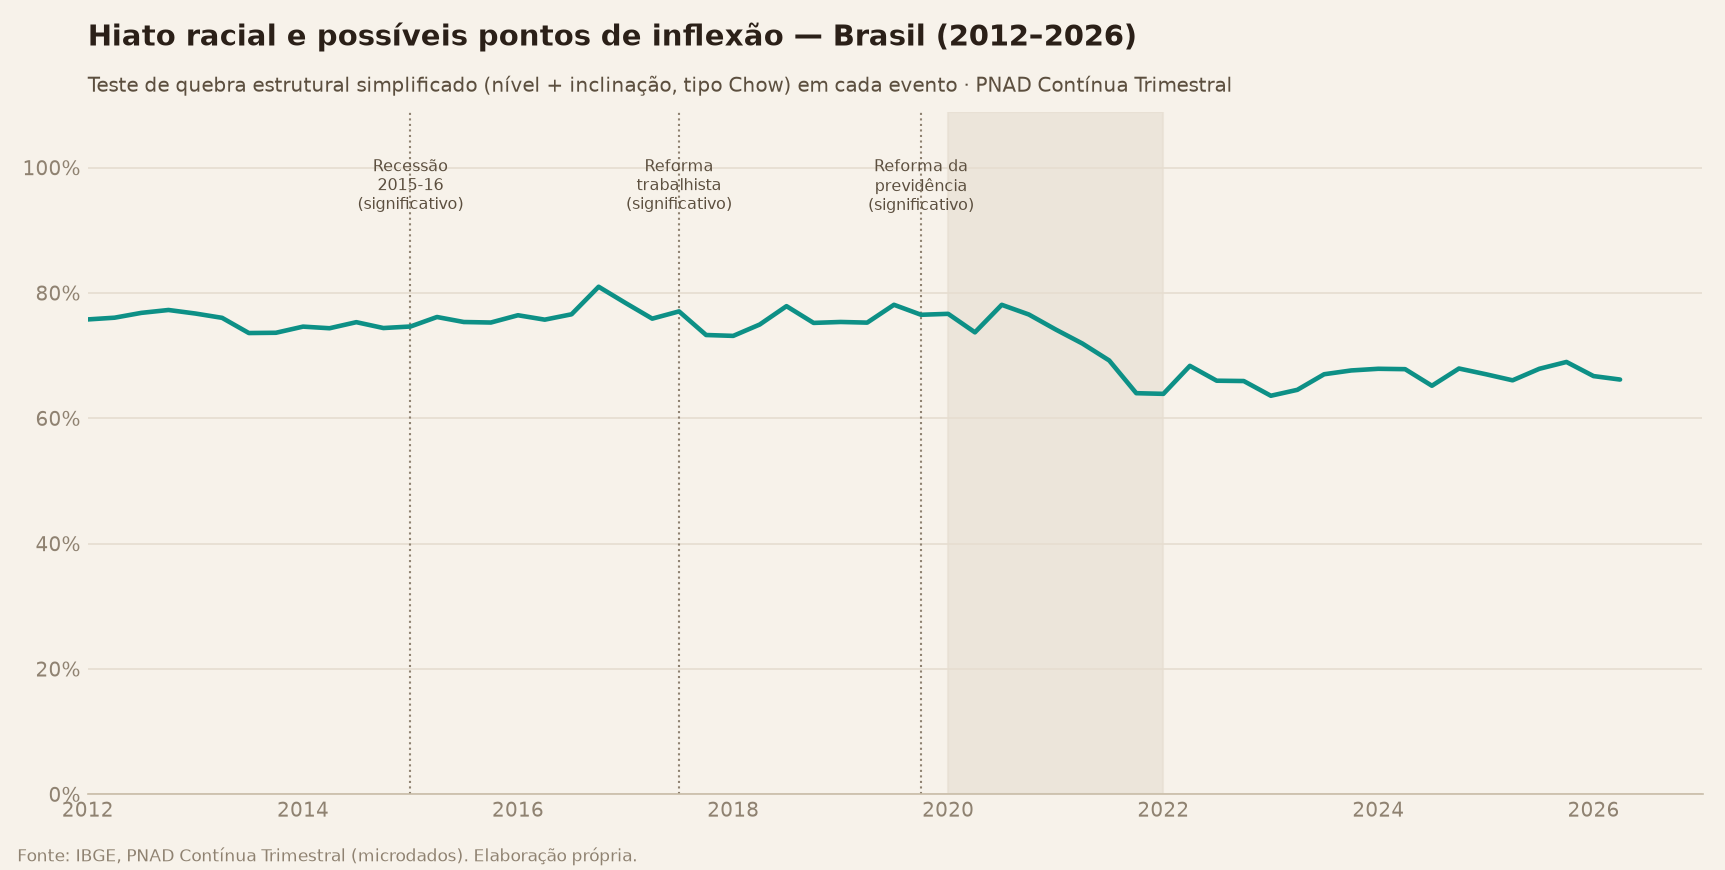 Hiato racial e possíveis pontos de inflexão — Brasil (2012–2026)
Teste de quebra estrutural simplificado (nível + inclinação, tipo Chow) em cada evento · PNAD Contínua Trimestral
Recessão
2015-16
(significativo)
Reforma
trabalhista
(significativo)
Reforma da
previdência
(significativo)
100%
80%
60%
40%
20%
0%
2012 2014 2016 2018 2020 2022 2024 2026
Fonte: IBGE, PNAD Contínua Trimestral (microdados). Elaboração própria.